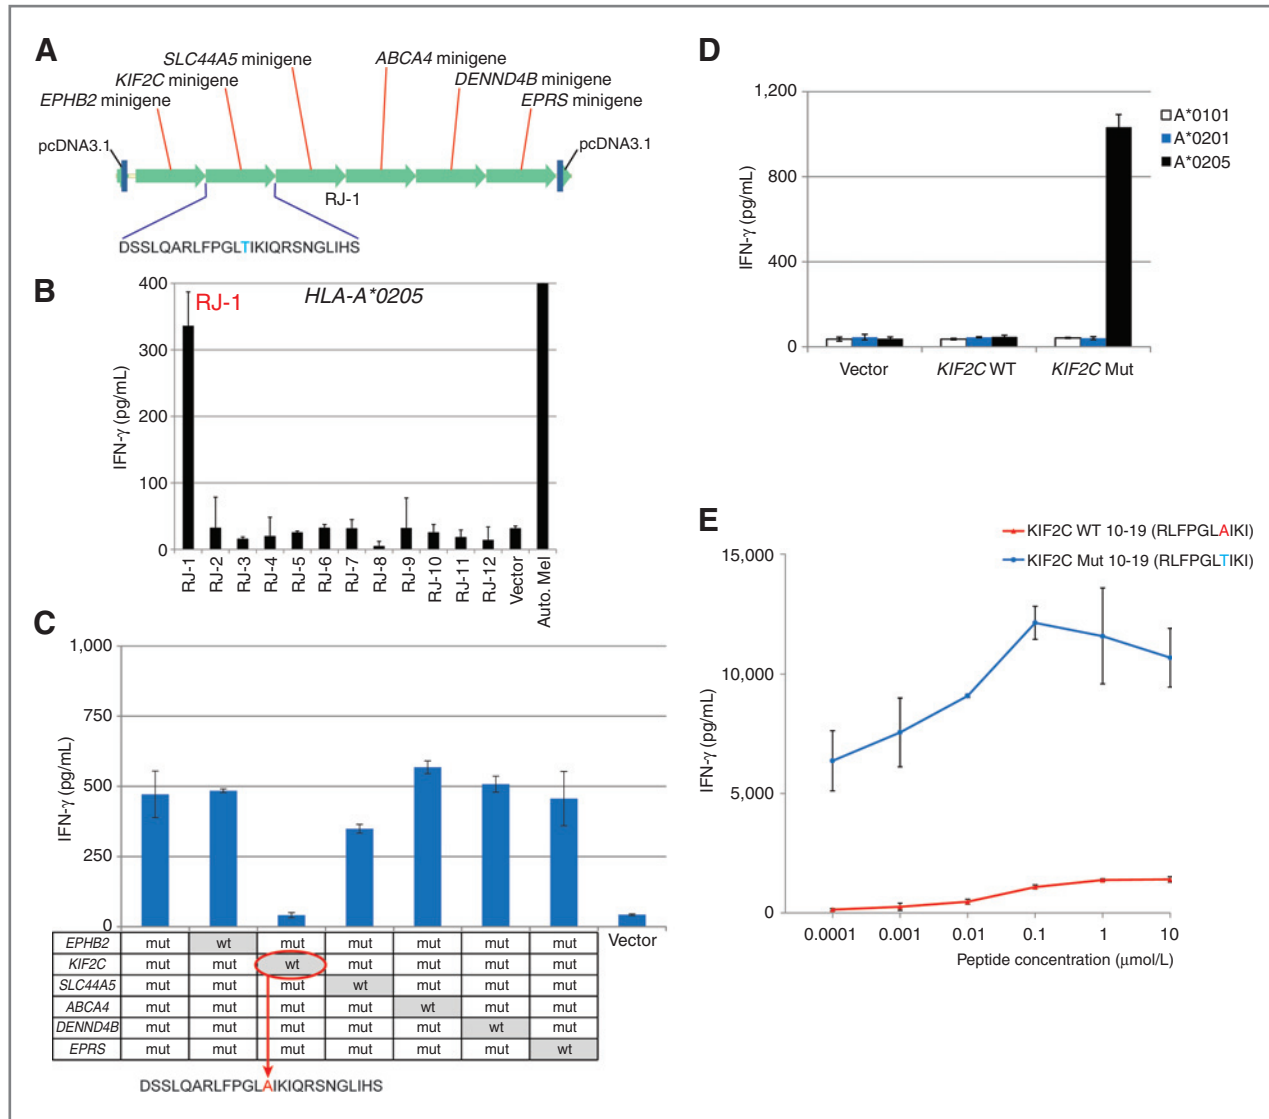 A
SLC44A5 minigene
ABCA4 minigene
KIF2C minigene
DENND4B minigene
EPHB2 minigene
EPRS minigene
pcDNA3.1
pcDNA3.1
RJ-1
DSSLQARLFPGLTIKIQRSNGLIHS
B
HLA-A*0205
RJ-1
IFN-γ (pg/mL)
400
300
200
100
0
RJ-1
RJ-2
RJ-3
RJ-4
RJ-5
RJ-6
RJ-7
RJ-8
RJ-9
RJ-10
RJ-11
RJ-12
Vector
Auto. Mel
C
IFN-γ (pg/mL)
1,000
750
500
250
0
Vector
EPHB2 mut wt mut mut mut mut mut
KIF2C mut mut wt mut mut mut mut
SLC44A5 mut mut mut wt mut mut mut
ABCA4 mut mut mut mut wt mut mut
DENND4B mut mut mut mut mut wt mut
EPRS mut mut mut mut mut mut wt
DSSLQARLFPGLAIKIQRSNGLIHS
D
IFN-γ (pg/mL)
1,200
800
400
0
A*0101
A*0201
A*0205
Vector KIF2C WT KIF2C Mut
E
KIF2C WT 10-19 (RLFPGLAIKI)
KIF2C Mut 10-19 (RLFPGLTIKI)
IFN-γ (pg/mL)
15,000
10,000
5,000
0
0.0001 0.001 0.01 0.1 1 10
Peptide concentration (μmol/L)